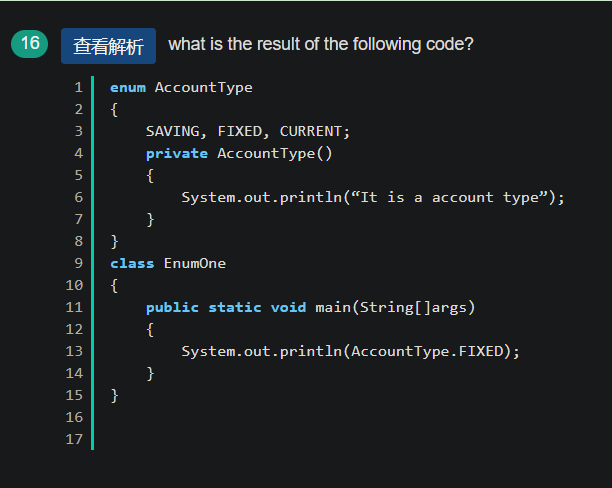 16 查看解析 what is the result of the following code?
1 enum AccountType
2 {
3     SAVING, FIXED, CURRENT;
4     private AccountType()
5     {
6         System.out.println(“It is a account type”);
7     }
8 }
9 class EnumOne
10 {
11     public static void main(String[]args)
12     {
13         System.out.println(AccountType.FIXED);
14     }
15 }
16
17